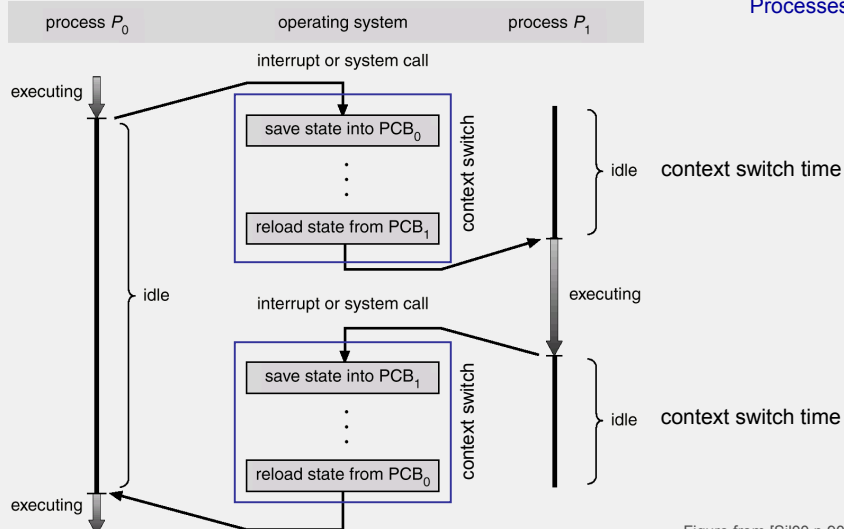 Processes
process P0 operating system process P1
interrupt or system call
executing
save state into PCB0
context switch
idle context switch time
reload state from PCB1
idle
executing
interrupt or system call
save state into PCB1
context switch
idle context switch time
reload state from PCB0
executing
Figure from